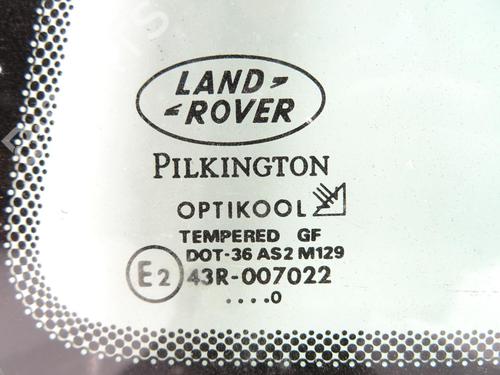 LAND
ROVER
PILKINGTON
OPTIKOOL
TEMPERED GF
DOT-36 AS2 M129
E2 43R-007022
....0